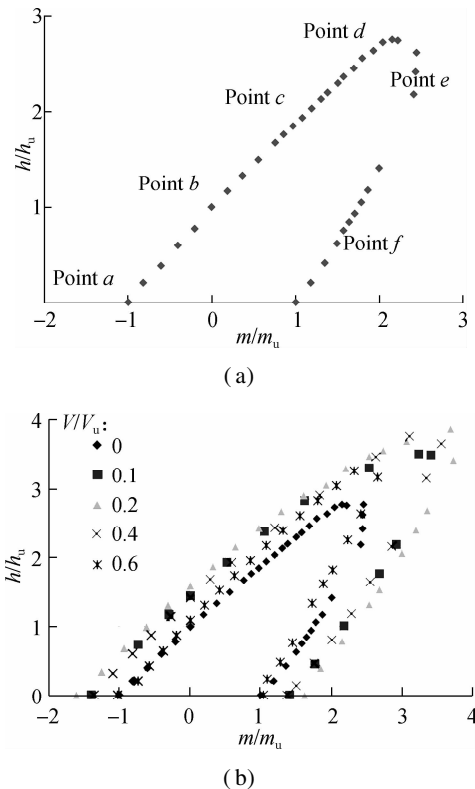 3
Point d
2
Point c
Point e
h/hu
Point b
1
Point f
Point a
−2 −1 0 1 2 3
m/mu
(a)
4
V/Vu:
0
0.1
3
0.2
0.4
h/hu
2
0.6
1
0
−2 −1 0 1 2 3 4
m/mu
(b)